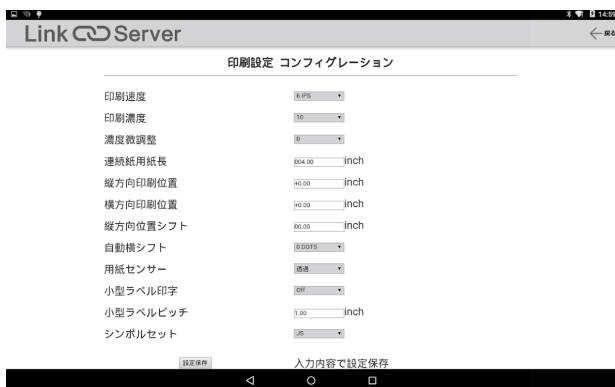 14:59
Link Server
戻る
印刷設定 コンフィグレーション
印刷速度 6 IPS
印刷濃度 10
濃度微調整 0
連続紙用紙長 004.00 inch
縦方向印刷位置 +0.00 inch
横方向印刷位置 +0.00 inch
縦方向位置シフト 00.00 inch
自動横シフト 0 DOTS
用紙センサー 透過
小型ラベル印字 Off
小型ラベルピッチ 1.00 inch
シンボルセット JS
設定保存 入力内容で設定保存